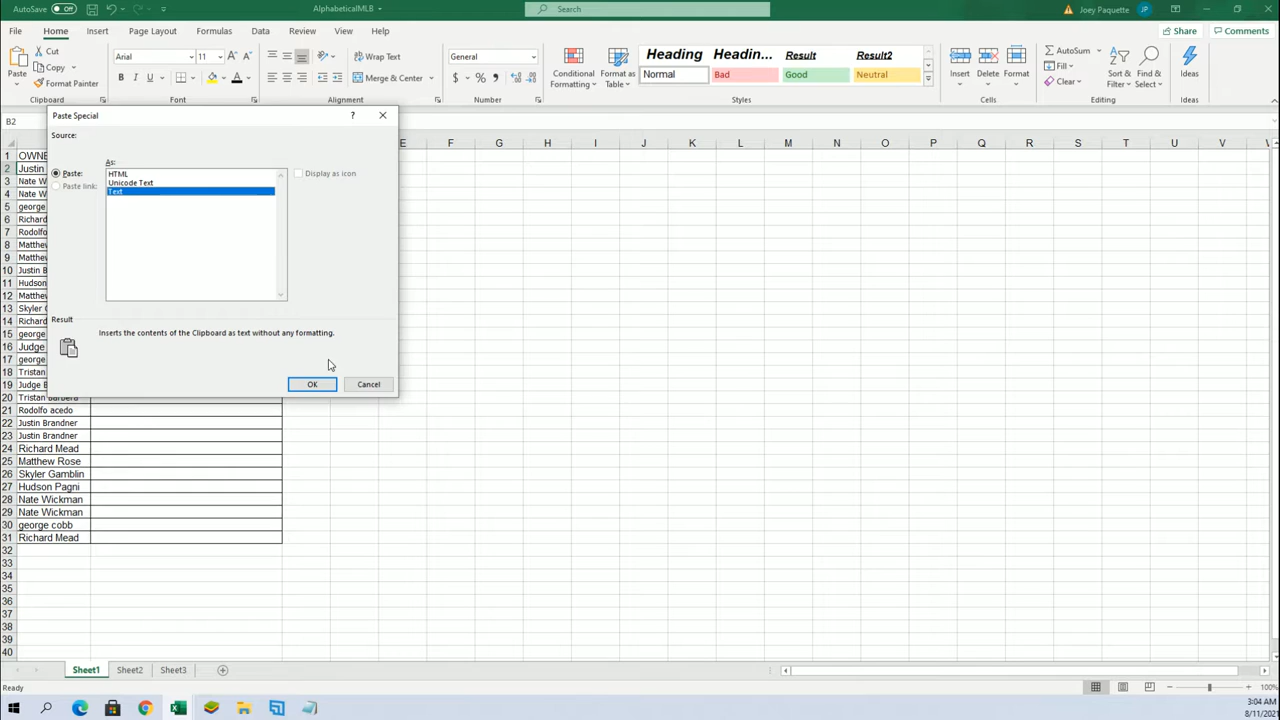 AutoSave Off AlphabeticalMLB Search Joey Paquette JP
File Home Insert Page Layout Formulas Data Review View Help Share Comments
Paste Cut Copy Format Painter Clipboard
Arial 11 A A B I U A Font
ab Wrap Text Merge & Center Alignment
General $ % , Number
Conditional Formatting Format as Table
Heading Headin... Result Result2
Normal Bad Good Neutral
Styles
Insert Delete Format Cells
AutoSum Fill Clear Sort & Filter Find & Select Editing
Ideas Ideas
B2
Paste Special ?
Source:
As:
Paste:
Paste link:
HTML
Unicode Text
Text
Display as icon
Result
Inserts the contents of the Clipboard as text without any formatting.
OK Cancel
E F G H I J K L M N O P Q R S T U V
1 OWNE
2 Justin
3 Nate W
4 Nate W
5 george
6 Richard
7 Rodolfo
8 Matthew
9 Matthew
10 Justin B
11 Hudson
12 Matthew
13 Skyler G
14 Richard
15 george
16 Judge
17 george
18 Tristan
19 Judge B
20 Tristan Barbera
21 Rodolfo acedo
22 Justin Brandner
23 Justin Brandner
24 Richard Mead
25 Matthew Rose
26 Skyler Gamblin
27 Hudson Pagni
28 Nate Wickman
29 Nate Wickman
30 george cobb
31 Richard Mead
32
33
34
35
36
37
38
39
40
Sheet1 Sheet2 Sheet3
Ready 100%
3:04 AM
8/11/202